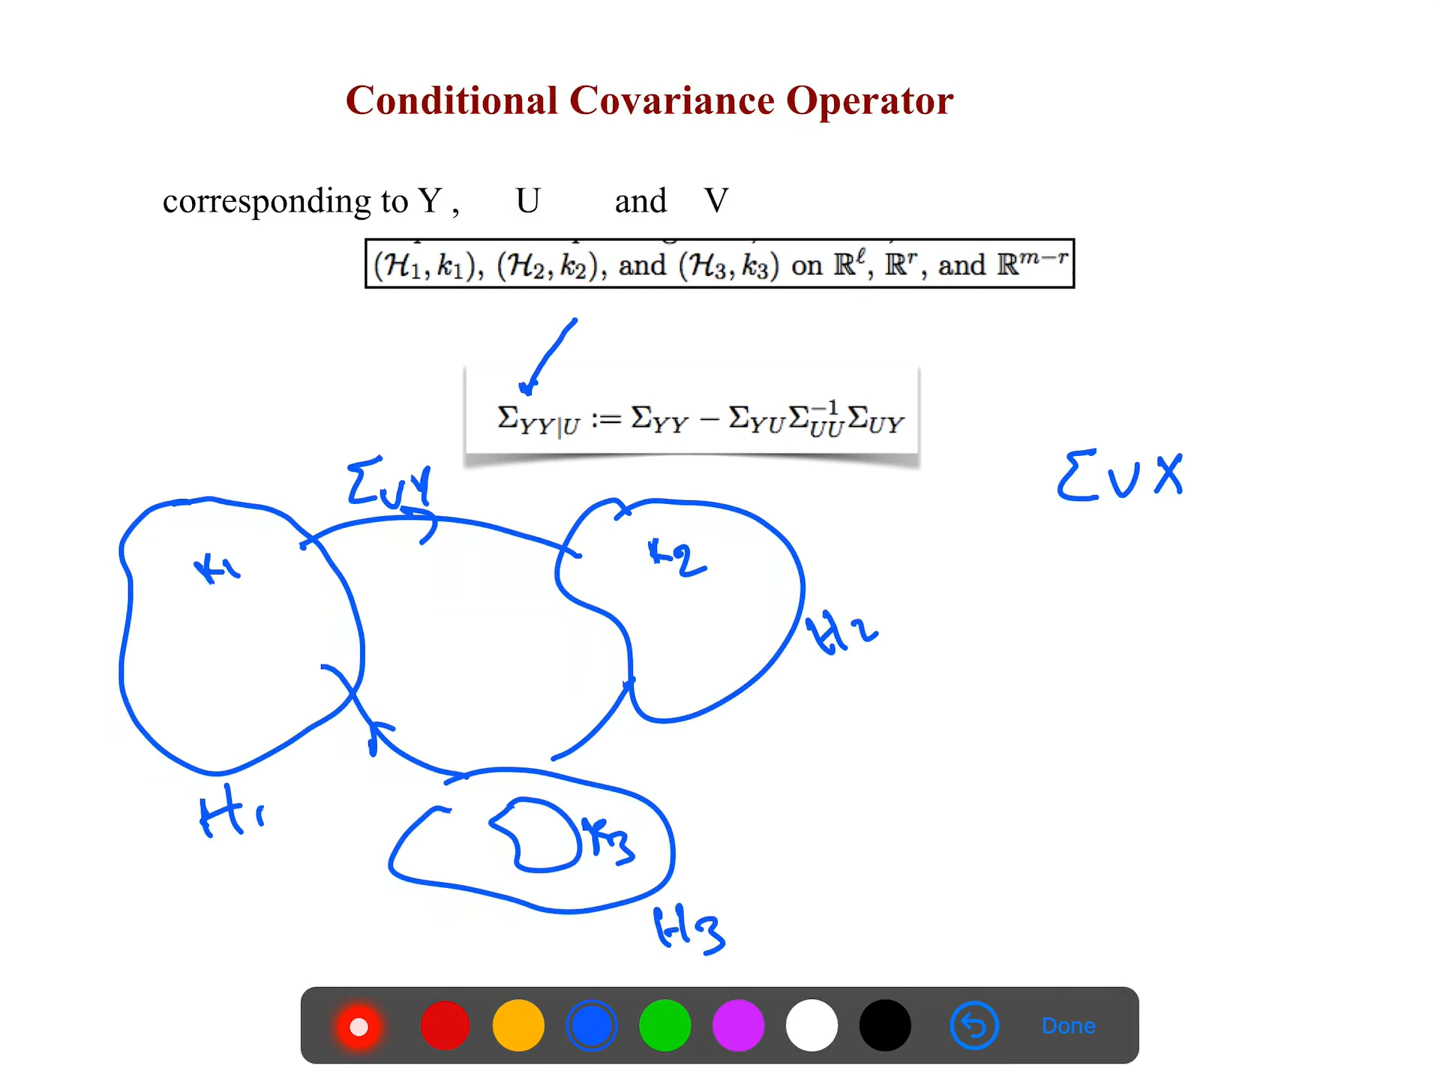 Conditional Covariance Operator
corresponding to Y , U and V
(ℋ₁, k₁), (ℋ₂, k₂), and (ℋ₃, k₃) on ℝ^ℓ, ℝ^r, and ℝ^{m−r}
Σ_{YY|U} := Σ_{YY} − Σ_{YU}Σ_{UU}^{−1}Σ_{UY}
Σ_{UY}
Σ U X
K1
K2
H2
H1
K3
H3
Done